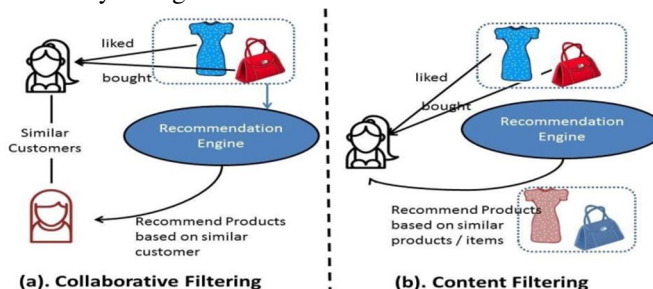 liked
bought
Recommendation
Engine
Similar
Customers
Recommend Products
based on similar
customer
(a). Collaborative Filtering
liked
bought
Recommendation
Engine
Recommend Products
based on similar
products / items
(b). Content Filtering